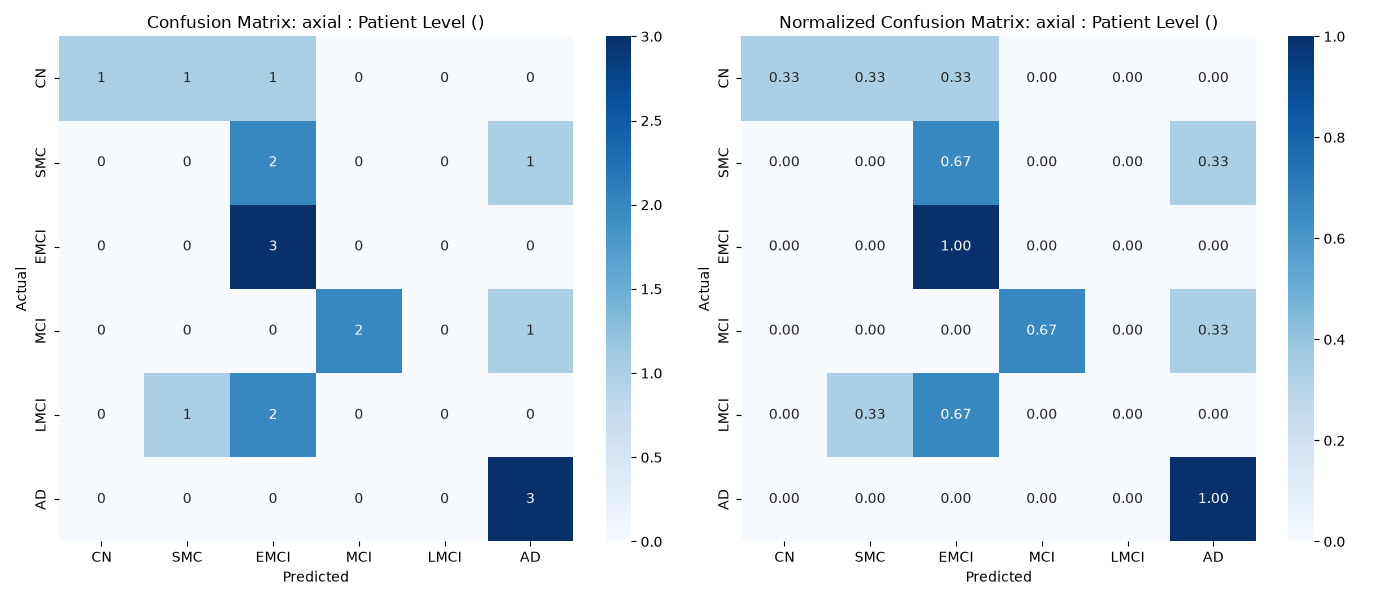 Confusion Matrix: axial : Patient Level ()
CN 1 1 1 0 0 0
SMC 0 0 2 0 0 1
EMCI 0 0 3 0 0 0
MCI 0 0 0 2 0 1
LMCI 0 1 2 0 0 0
AD 0 0 0 0 0 3
CN SMC EMCI MCI LMCI AD
Predicted
Actual
3.0
2.5
2.0
1.5
1.0
0.5
0.0
Normalized Confusion Matrix: axial : Patient Level ()
CN 0.33 0.33 0.33 0.00 0.00 0.00
SMC 0.00 0.00 0.67 0.00 0.00 0.33
EMCI 0.00 0.00 1.00 0.00 0.00 0.00
MCI 0.00 0.00 0.00 0.67 0.00 0.33
LMCI 0.00 0.33 0.67 0.00 0.00 0.00
AD 0.00 0.00 0.00 0.00 0.00 1.00
CN SMC EMCI MCI LMCI AD
Predicted
Actual
1.0
0.8
0.6
0.4
0.2
0.0